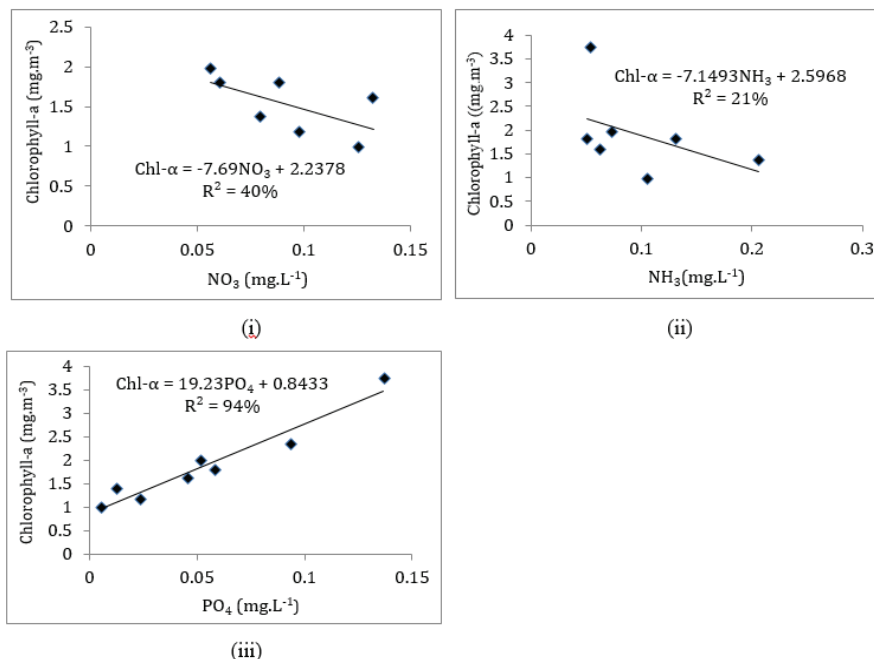 2.5
2
1.5
1
0.5
0
Chlorophyll-a (mg.m⁻³)
Chl-α = -7.69NO₃ + 2.2378
R² = 40%
0 0.05 0.1 0.15
NO₃ (mg.L⁻¹)
(i)
4
3.5
3
2.5
2
1.5
1
0.5
0
Chlorophyll-a ((mg.m⁻³)
Chl-α = -7.1493NH₃ + 2.5968
R² = 21%
0 0.1 0.2 0.3
NH₃(mg.L⁻¹)
(ii)
4
3.5
3
2.5
2
1.5
1
0.5
0
Chlorophyll-a (mg.m⁻³)
Chl-α = 19.23PO₄ + 0.8433
R² = 94%
0 0.05 0.1 0.15
PO₄ (mg.L⁻¹)
(iii)